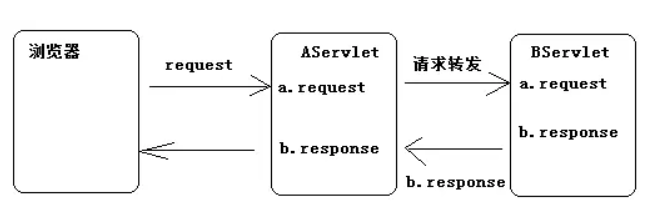 浏览器
request
AServlet
a.request
b.response
请求转发
BServlet
a.request
b.response
b.response